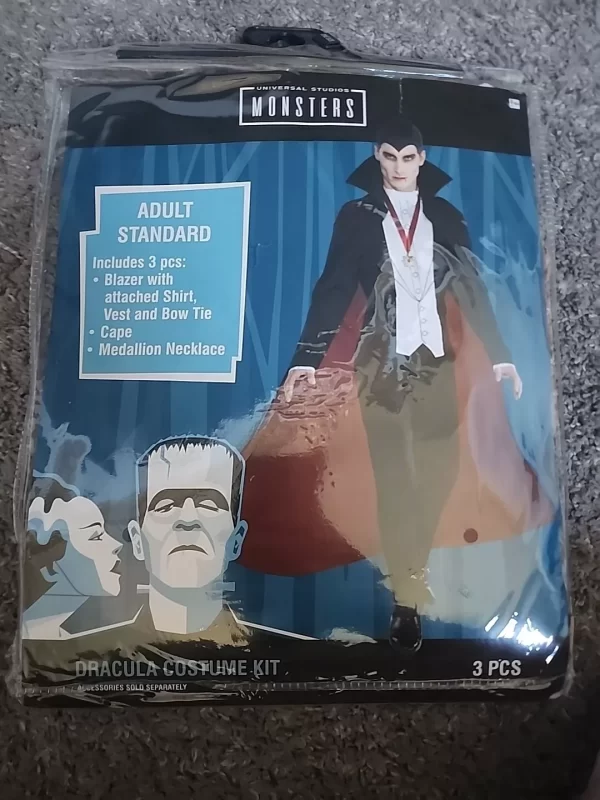 UNIVERSAL STUDIOS
MONSTERS
ADULT
STANDARD
Includes 3 pcs:
• Blazer with
attached Shirt,
Vest and Bow Tie
• Cape
• Medallion Necklace
DRACULA COSTUME KIT
ACCESSORIES SOLD SEPARATELY
3 PCS